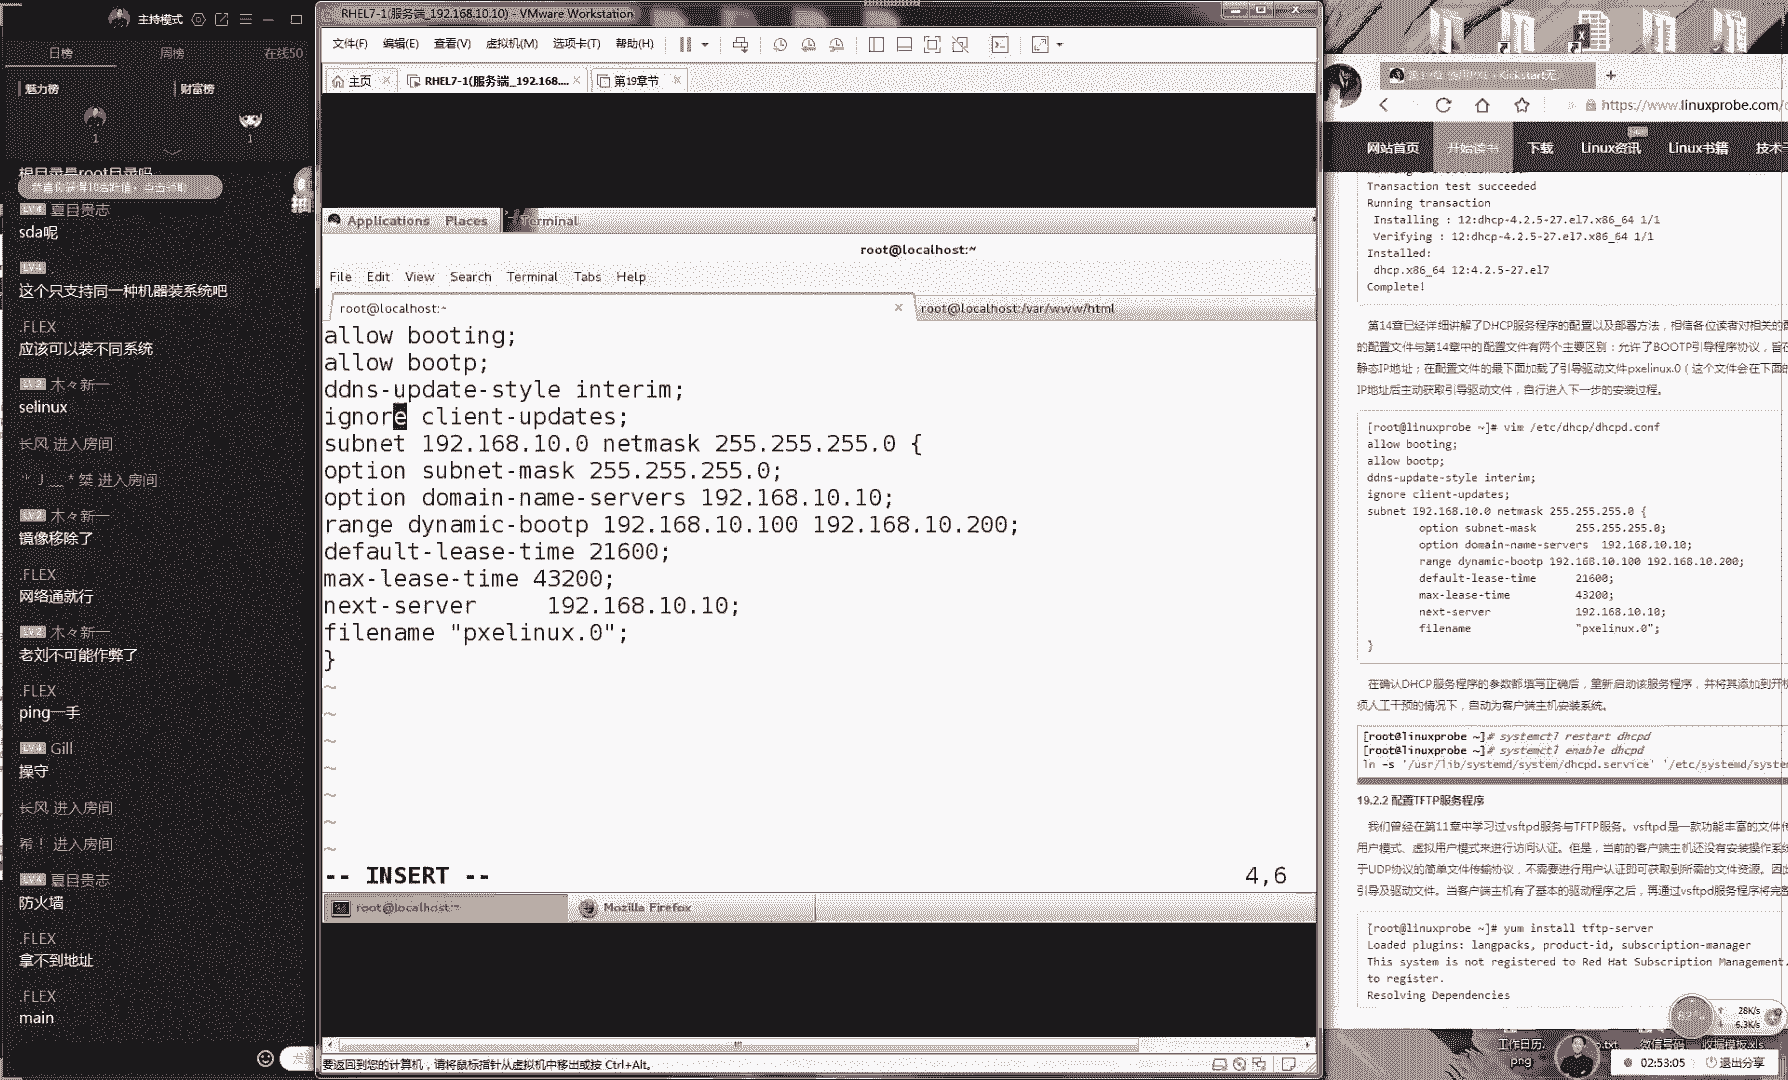 主持模式
日榜 周榜 在线50
魅力榜 财富榜
1 1
根目录是root目录吗
LV4 夏目贵志
sda呢
LV4
这个只支持同一种机器装系统吧
.FLEX
应该可以装不同系统
LV2 木々新一
selinux
长风 进入房间
LV2 木々新一
镜像移除了
.FLEX
网络通就行
LV2 木々新一
老刘不可能作弊了
.FLEX
ping一手
LV4 Gill
操守
长风 进入房间
希！ 进入房间
LV4 夏目贵志
防火墙
.FLEX
拿不到地址
.FLEX
main
RHEL7-1(服务端_192.168.10.10) - VMware Workstation
文件(F) 编辑(E) 查看(V) 虚拟机(M) 选项卡(T) 帮助(H)
主页 RHEL7-1(服务端_192.168.... 第19章节
Applications Places Terminal
root@localhost:~
File Edit View Search Terminal Tabs Help
root@localhost:~ root@localhost:/var/www/html
allow booting;
allow bootp;
ddns-update-style interim;
ignore client-updates;
subnet 192.168.10.0 netmask 255.255.255.0 {
option subnet-mask 255.255.255.0;
option domain-name-servers 192.168.10.10;
range dynamic-bootp 192.168.10.100 192.168.10.200;
default-lease-time 21600;
max-lease-time 43200;
next-server 192.168.10.10;
filename "pxelinux.0";
}
~
~
~
~
~
~
~
-- INSERT -- 4,6
root@localhost:~ Mozilla Firefox
要返回到您的计算机，请将鼠标指针从虚拟机中移出或按 Ctrl+Alt。
https://www.linuxprobe.com/
网站首页 开始读书 下载 Linux资讯 Linux书籍 技术
Transaction test succeeded
Running transaction
Installing : 12:dhcp-4.2.5-27.el7.x86_64 1/1
Verifying : 12:dhcp-4.2.5-27.el7.x86_64 1/1
Installed:
dhcp.x86_64 12:4.2.5-27.el7
Complete!
第14章已经详细讲解了DHCP服务程序的配置以及部署方法，相信各位读者对相关的
的配置文件与第14章中的配置文件有两个主要区别：允许了BOOTP引导程序协议，旨在
静态IP地址；在配置文件的最下面加载了引导驱动文件pxelinux.0（这个文件会在下面的
IP地址后主动获取引导驱动文件，自行进入下一步的安装过程。
[root@linuxprobe ~]# vim /etc/dhcp/dhcpd.conf
allow booting;
allow bootp;
ddns-update-style interim;
ignore client-updates;
subnet 192.168.10.0 netmask 255.255.255.0 {
option subnet-mask 255.255.255.0;
option domain-name-servers 192.168.10.10;
range dynamic-bootp 192.168.10.100 192.168.10.200;
default-lease-time 21600;
max-lease-time 43200;
next-server 192.168.10.10;
filename "pxelinux.0";
}
在确认DHCP服务程序的参数都填写正确后，重新启动该服务程序，并将其添加到开机
须人工干预的情况下，自动为客户端主机安装系统。
[root@linuxprobe ~]# systemctl restart dhcpd
[root@linuxprobe ~]# systemctl enable dhcpd
ln -s '/usr/lib/systemd/system/dhcpd.service' '/etc/systemd/syste
19.2.2 配置TFTP服务程序
我们曾经在第11章中学习过vsftpd服务与TFTP服务。vsftpd是一款功能丰富的文件传
用户模式、虚拟用户模式来进行访问认证。但是，当前的客户端主机还没有安装操作系统
于UDP协议的简单文件传输协议，不需要进行用户认证即可获取到所需的文件资源。因此
引导及驱动文件。当客户端主机有了基本的驱动程序之后，再通过vsftpd服务程序将完整
[root@linuxprobe ~]# yum install tftp-server
Loaded plugins: langpacks, product-id, subscription-manager
This system is not registered to Red Hat Subscription Management.
to register.
Resolving Dependencies
28K/s
6.3K/s
工作日历.
png
02:53:05 退出分享